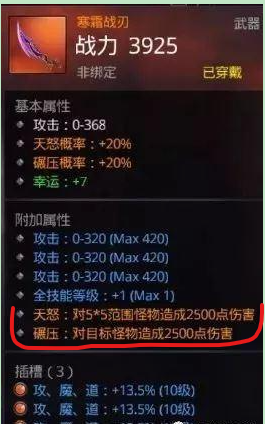 寒霜战刃
武器
战力 3925
非绑定
已穿戴
基本属性
攻击：0-368
天怒概率：+20%
碾压概率：+20%
幸运：+7
附加属性
攻击：0-320 (Max 420)
攻击：0-320 (Max 420)
攻击：0-320 (Max 420)
全技能等级：+1 (Max 1)
天怒：对5*5范围怪物造成2500点伤害
碾压：对目标怪物造成2500点伤害
插槽（3）
攻、魔、道：+13.5% (10级)
攻、魔、道：+13.5% (10级)